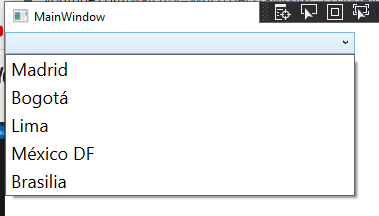 MainWindow
Madrid
Bogotá
Lima
México DF
Brasilia